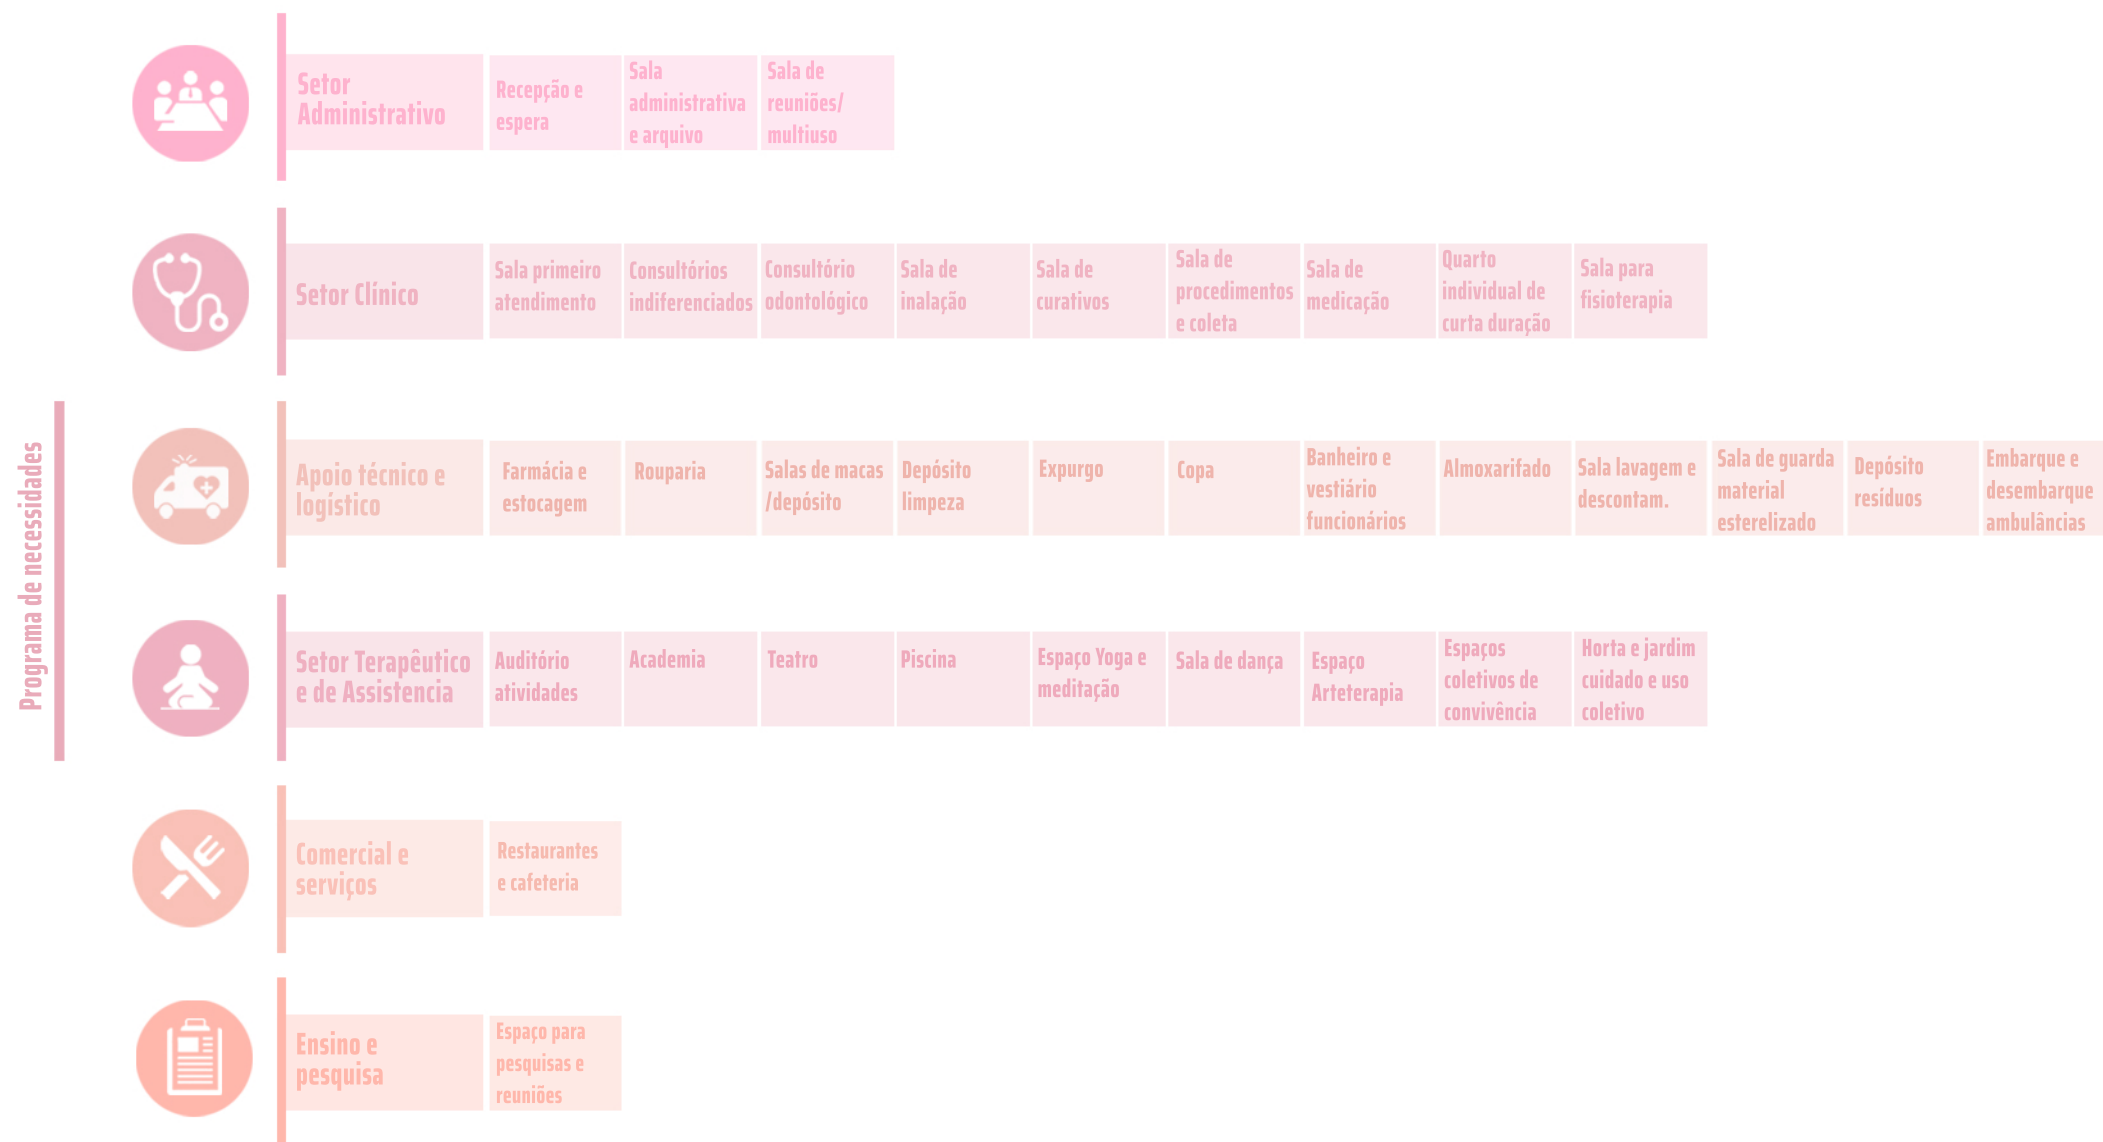 Programa de necessidades
Setor
Administrativo
Recepção e
espera
Sala
administrativa
e arquivo
Sala de
reuniões/
multiuso
Setor Clínico
Sala primeiro
atendimento
Consultórios
indiferenciados
Consultório
odontológico
Sala de
inalação
Sala de
curativos
Sala de
procedimentos
e coleta
Sala de
medicação
Quarto
individual de
curta duração
Sala para
fisioterapia
Apoio técnico e
logístico
Farmácia e
estocagem
Rouparia
Salas de macas
/depósito
Depósito
limpeza
Expurgo
Copa
Banheiro e
vestiário
funcionários
Almoxarifado
Sala lavagem e
descontam.
Sala de guarda
material
esterelizado
Depósito
resíduos
Embarque e
desembarque
ambulâncias
Setor Terapêutico
e de Assistencia
Auditório
atividades
Academia
Teatro
Piscina
Espaço Yoga e
meditação
Sala de dança
Espaço
Arteterapia
Espaços
coletivos de
convivência
Horta e jardim
cuidado e uso
coletivo
Comercial e
serviços
Restaurantes
e cafeteria
Ensino e
pesquisa
Espaço para
pesquisas e
reuniões